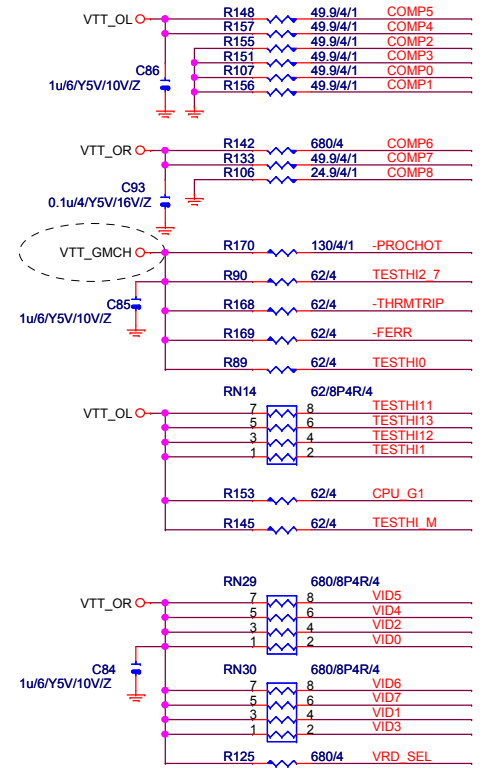 VTT_OL R148 49.9/4/1 COMP5
R157 49.9/4/1 COMP4
R155 49.9/4/1 COMP2
R151 49.9/4/1 COMP3
C86 R107 49.9/4/1 COMP0
1u/6/Y5V/10V/Z R156 49.9/4/1 COMP1
VTT_OR R142 680/4 COMP6
R133 49.9/4/1 COMP7
R106 24.9/4/1 COMP8
C93
0.1u/4/Y5V/16V/Z
VTT_GMCH R170 130/4/1 -PROCHOT
R90 62/4 TESTHI2_7
C85 R168 62/4 -THRMTRIP
1u/6/Y5V/10V/Z
R169 62/4 -FERR
R89 62/4 TESTHI0
RN14 62/8P4R/4
VTT_OL 7 8 TESTHI11
5 6 TESTHI13
3 4 TESTHI12
1 2 TESTHI1
R153 62/4 CPU_G1
R145 62/4 TESTHI_M
RN29 680/8P4R/4
VTT_OR 7 8 VID5
5 6 VID4
3 4 VID2
1 2 VID0
C84 RN30 680/8P4R/4
1u/6/Y5V/10V/Z 7 8 VID6
5 6 VID7
3 4 VID1
1 2 VID3
R125 680/4 VRD_SEL